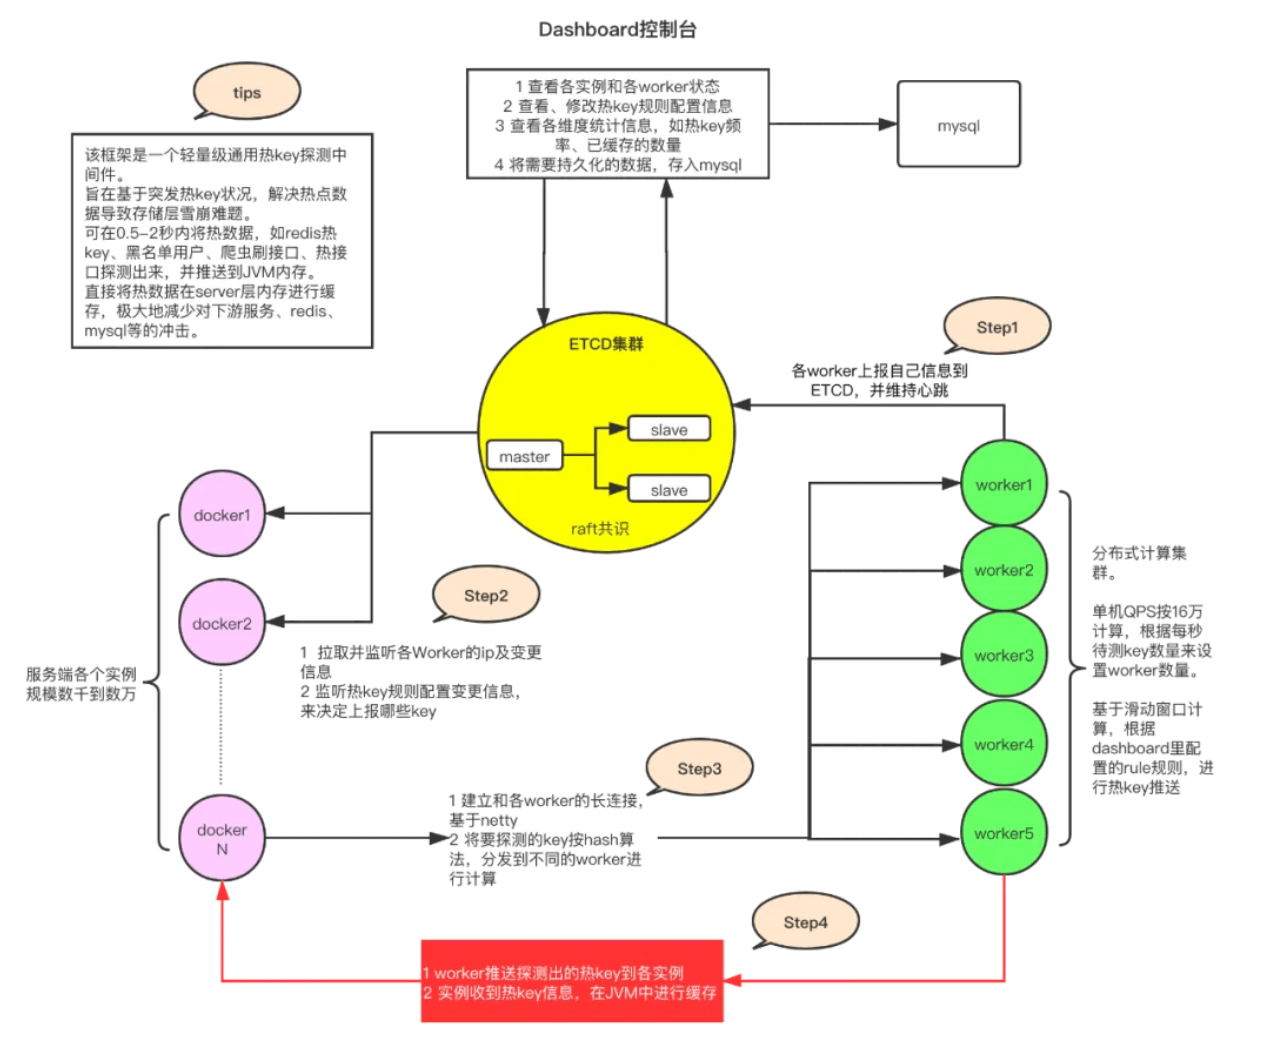 Dashboard控制台
tips
1 查看各实例和各worker状态
2 查看、修改热key规则配置信息
3 查看各维度统计信息，如热key频
率、已缓存的数量
4 将需要持久化的数据，存入mysql
mysql
该框架是一个轻量级通用热key探测中
间件。
旨在基于突发热key状况，解决热点数
据导致存储层雪崩难题。
可在0.5-2秒内将热数据，如redis热
key、黑名单用户、爬虫刷接口、热接
口探测出来，并推送到JVM内存。
直接将热数据在server层内存进行缓
存，极大地减少对下游服务、redis、
mysql等的冲击。
Step1
ETCD集群
各worker上报自己信息到
ETCD，并维持心跳
slave
master
slave
raft共识
worker1
worker2
worker3
worker4
worker5
分布式计算集
群。
单机QPS按16万
计算，根据每秒
待测key数量来设
置worker数量。
基于滑动窗口计
算，根据
dashboard里配
置的rule规则，进
行热key推送
docker1
docker2
docker
N
服务端各个实例
规模数千到数万
Step2
1 拉取并监听各Worker的ip及变更
信息
2 监听热key规则配置变更信息，
来决定上报哪些key
Step3
1 建立和各worker的长连接，
基于netty
2 将要探测的key按hash算
法，分发到不同的worker进
行计算
Step4
1 worker推送探测出的热key到各实例
2 实例收到热key信息，在JVM中进行缓存